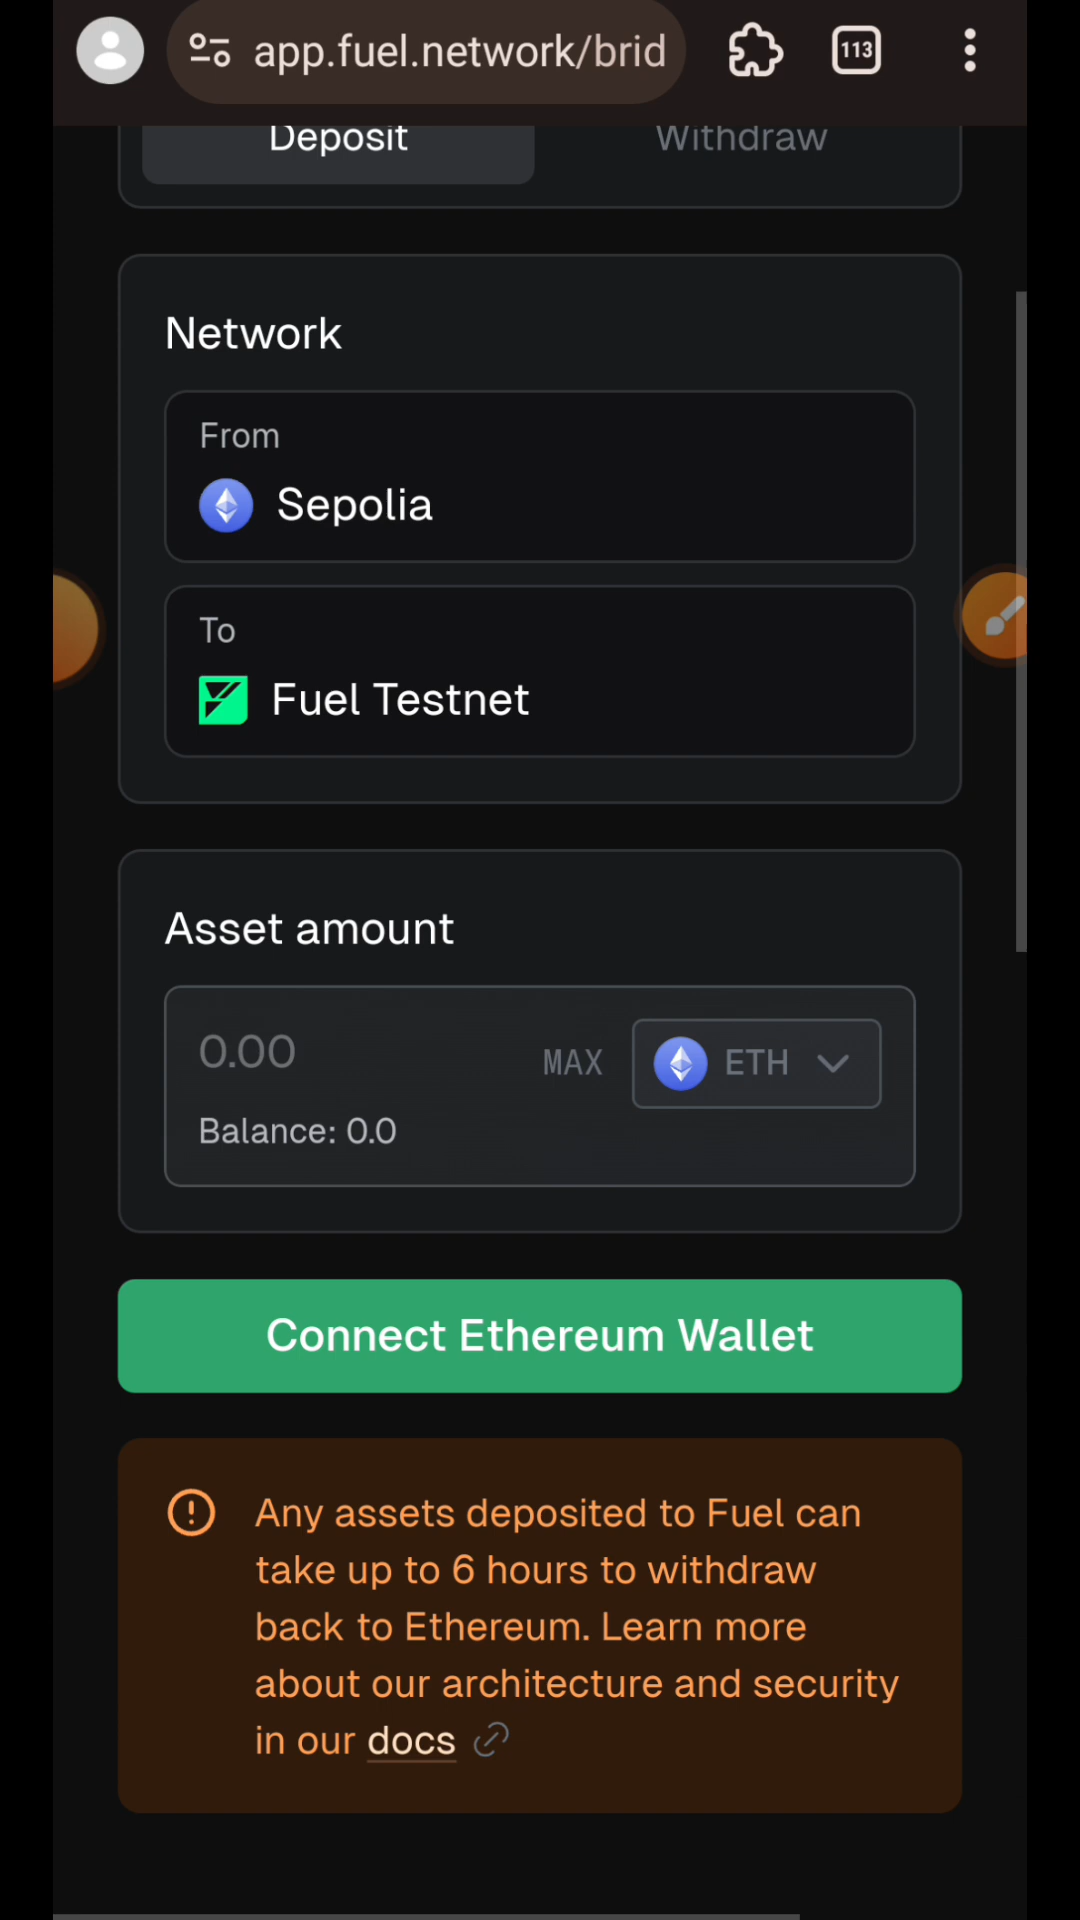 app.fuel.network/brid
113
Deposit
Withdraw
Network
From
Sepolia
To
Fuel Testnet
Asset amount
0.00
MAX
ETH
Balance: 0.0
Connect Ethereum Wallet
Any assets deposited to Fuel can
take up to 6 hours to withdraw
back to Ethereum. Learn more
about our architecture and security
in our docs